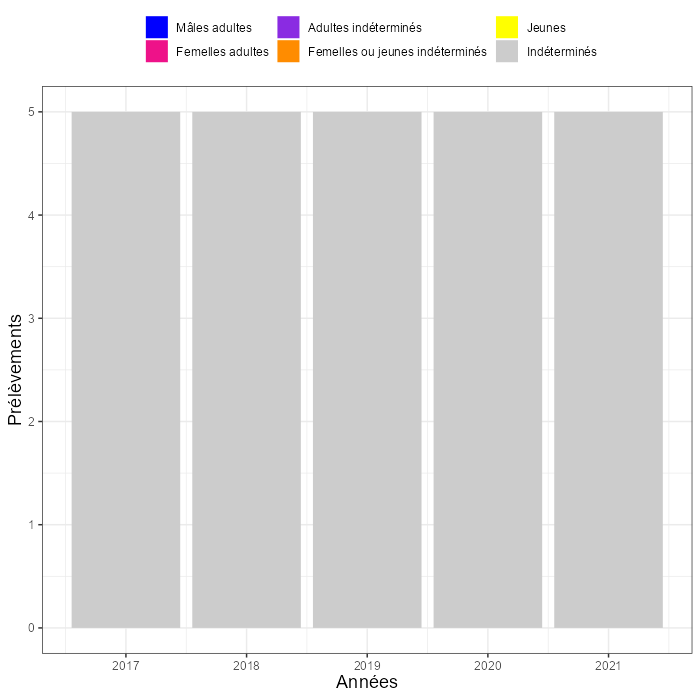 Mâles adultes
Adultes indéterminés
Jeunes
Femelles adultes
Femelles ou jeunes indéterminés
Indéterminés
Prélèvements
5
4
3
2
1
0
2017 2018 2019 2020 2021
Années